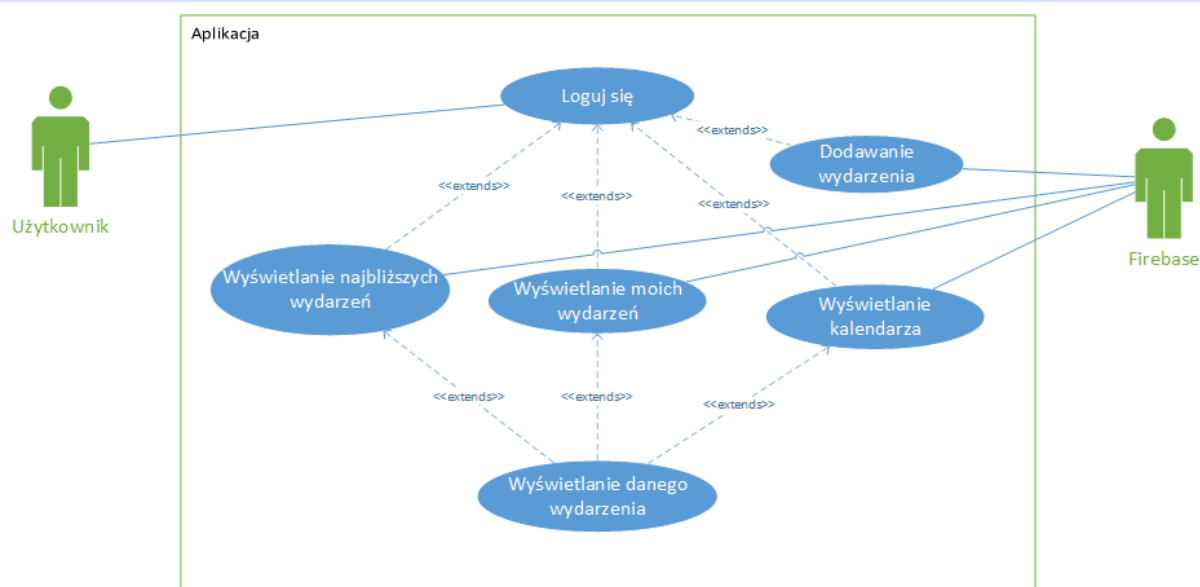 Aplikacja
Loguj się
<<extends>>
Dodawanie
wydarzenia
<<extends>>
<<extends>>
<<extends>>
Użytkownik
Firebase
Wyświetlanie najbliższych
wydarzeń
Wyświetlanie moich
wydarzeń
Wyświetlanie
kalendarza
<<extends>>
<<extends>>
<<extends>>
Wyświetlanie danego
wydarzenia